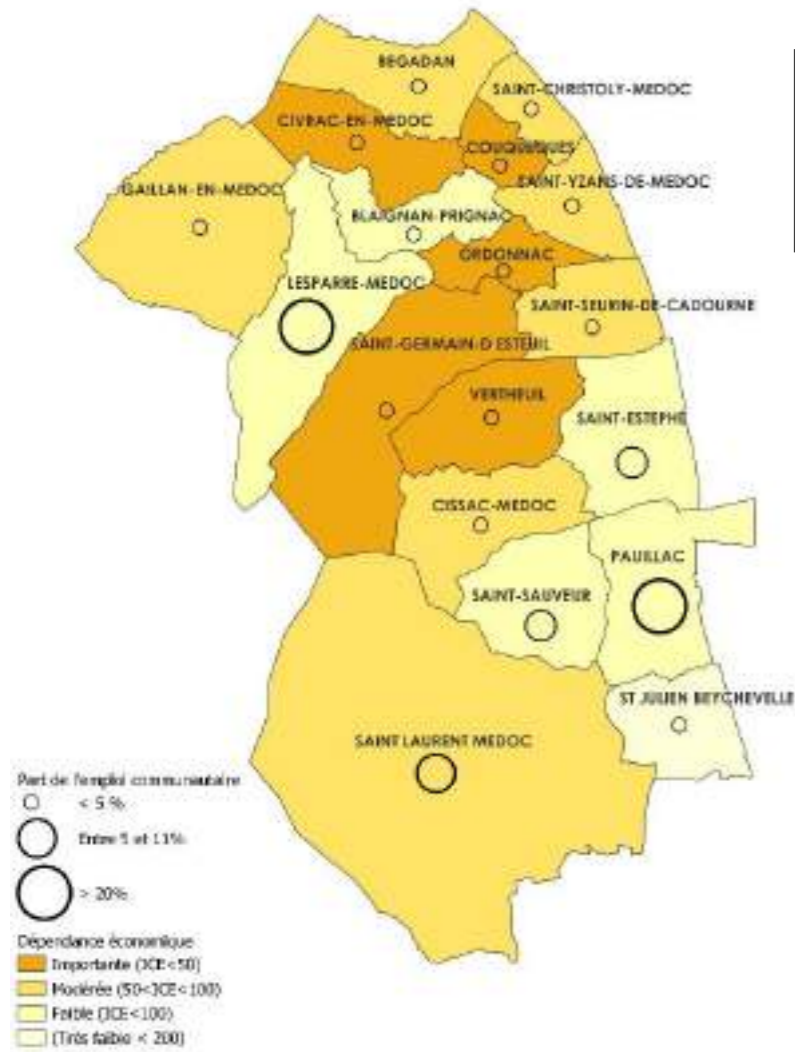 BEGADAN
SAINT-CHRISTOLY-MEDOC
CIVRAC-EN-MEDOC
COUQUEQUES
GAILLAN-EN-MEDOC
SAINT-YZANS-DE-MEDOC
BLAIGNAN-PRIGNAC
ORDONNAC
LESPARRE-MEDOC
SAINT-SEURIN-DE-CADOURNE
SAINT-GERMAIN-D ESTEUIL
VERTHEUIL
SAINT-ESTEPHE
CISSAC-MEDOC
PAUILLAC
SAINT-SAUVEUR
ST JULIEN BEYCHEVELLE
SAINT LAURENT MEDOC
Part de l'emploi communautaire
< 5 %
Entre 5 et 11%
> 20%
Dépendance économique
Importante (ICE<50)
Modérée (50<ICE<100)
Faible (ICE<100)
(Très faible < 200)